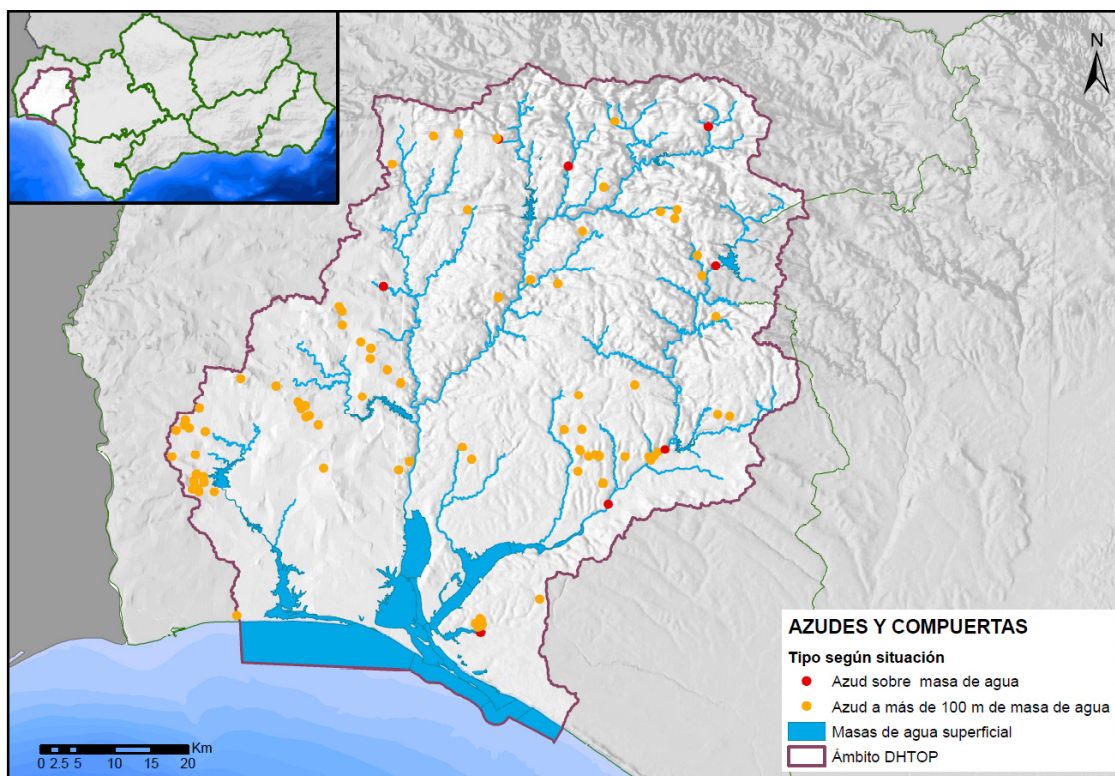 N
AZUDES Y COMPUERTAS
Tipo según situación
Azud sobre masa de agua
Azud a más de 100 m de masa de agua
Masas de agua superficial
Ámbito DHTOP
Km
0 2.5 5 10 15 20